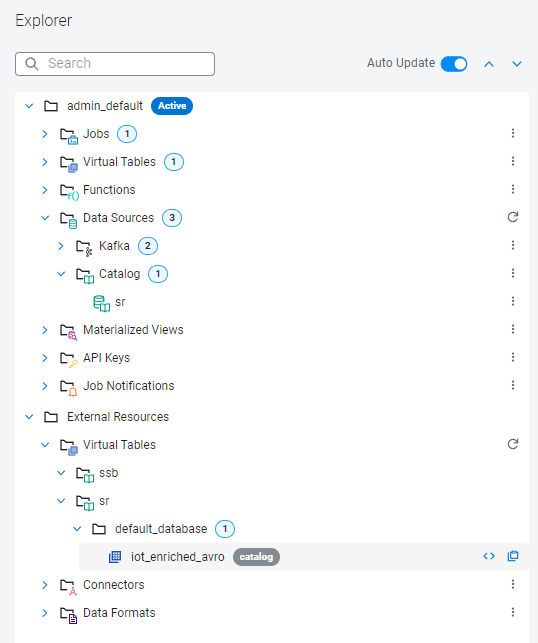 Explorer
Search
Auto Update
admin_default Active
Jobs 1
Virtual Tables 1
Functions
Data Sources 3
Kafka 2
Catalog 1
sr
Materialized Views
API Keys
Job Notifications
External Resources
Virtual Tables
ssb
sr
default_database 1
iot_enriched_avro catalog
Connectors
Data Formats